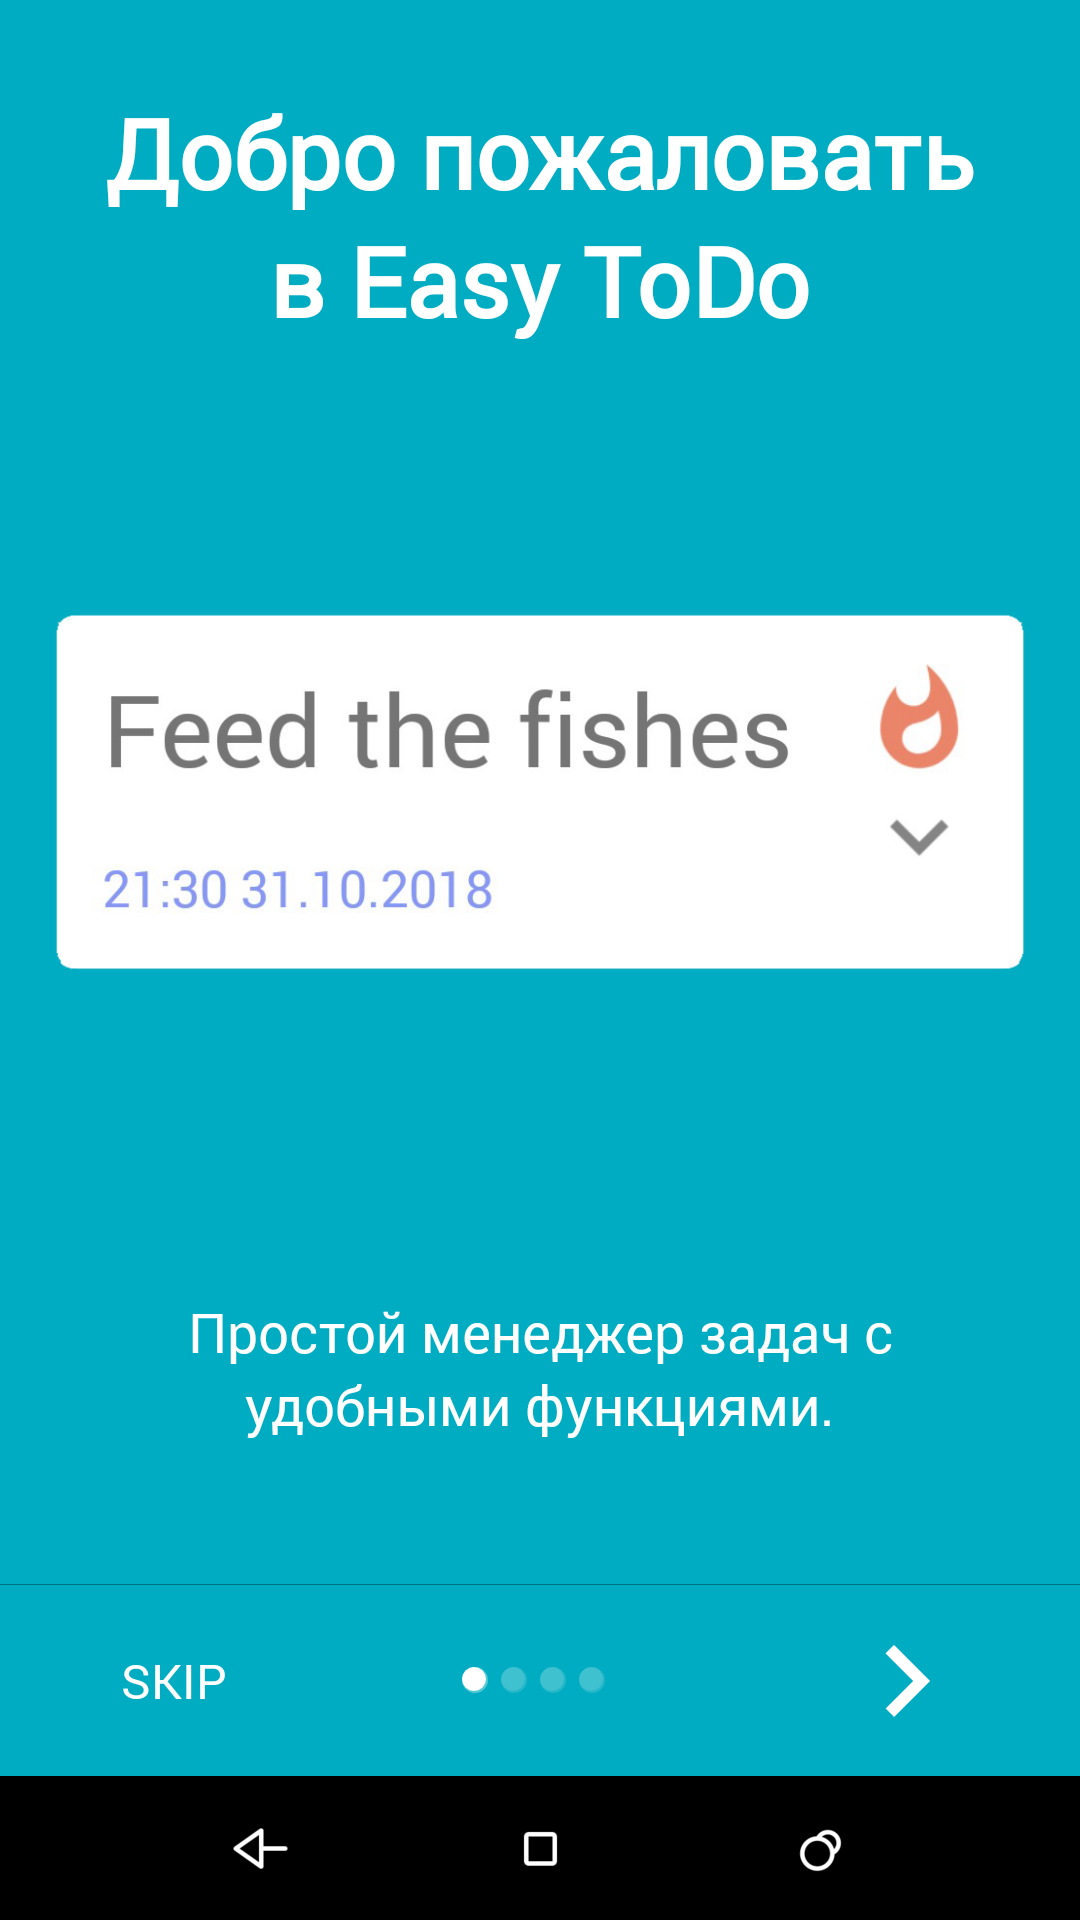 Добро пожаловать
в Easy ToDo
Feed the fishes
21:30 31.10.2018
Простой менеджер задач с
удобными функциями.
SKIP